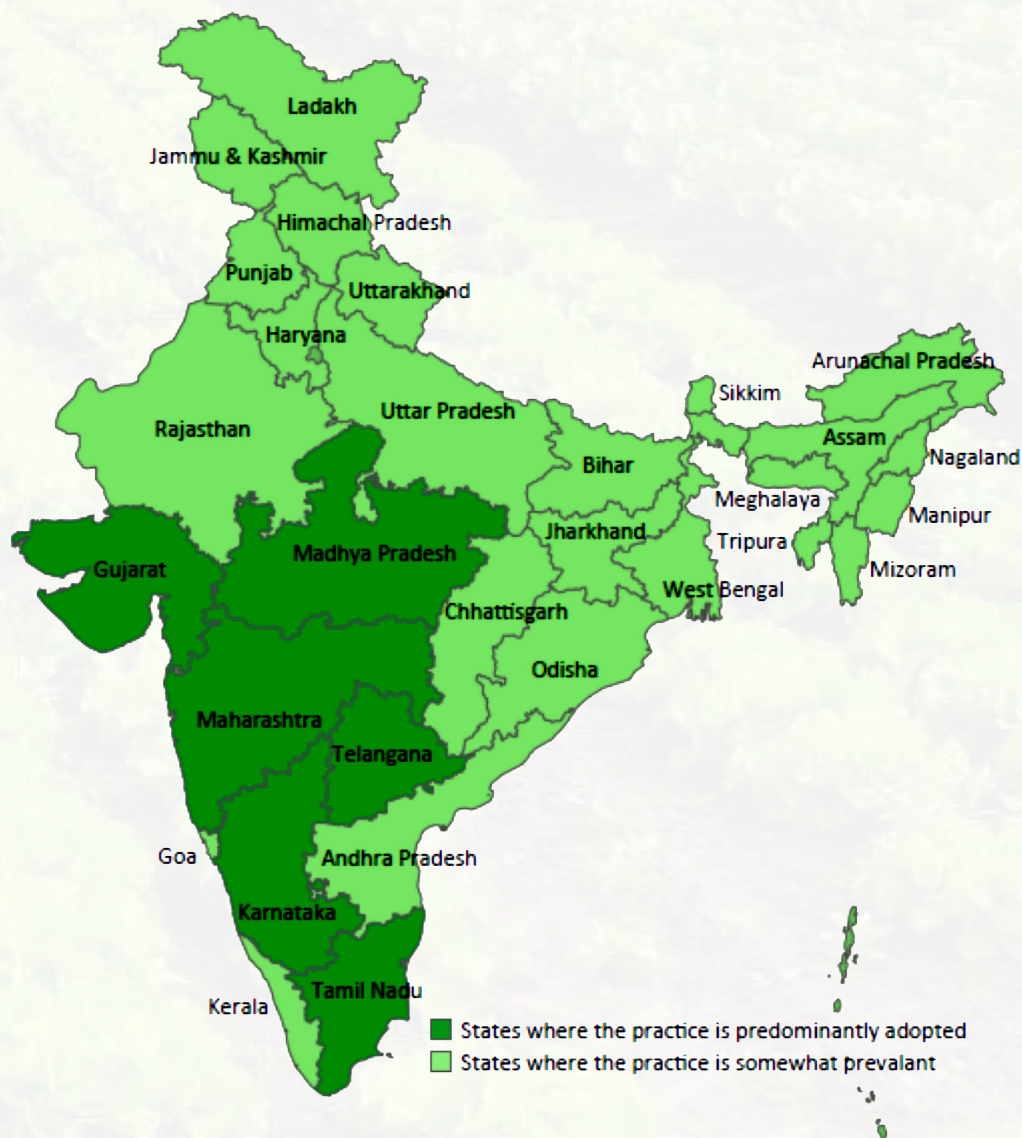 Ladakh
Jammu & Kashmir
Himachal Pradesh
Punjab
Uttarakhand
Haryana
Arunachal Pradesh
Sikkim
Uttar Pradesh
Rajasthan
Assam
Nagaland
Bihar
Meghalaya
Manipur
Jharkhand
Tripura
Madhya Pradesh
Gujarat
Mizoram
West Bengal
Chhattisgarh
Odisha
Maharashtra
Telangana
Goa
Andhra Pradesh
Karnataka
Tamil Nadu
Kerala
States where the practice is predominantly adopted
States where the practice is somewhat prevalant